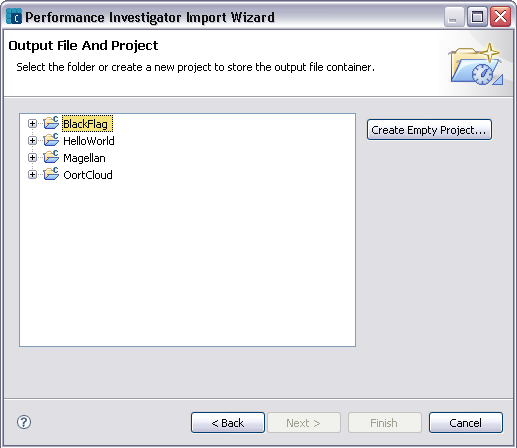 Performance Investigator Import Wizard
Output File And Project
Select the folder or create a new project to store the output file container.
BlackFlag
HelloWorld
Magellan
OortCloud
Create Empty Project...
?
< Back
Next >
Finish
Cancel